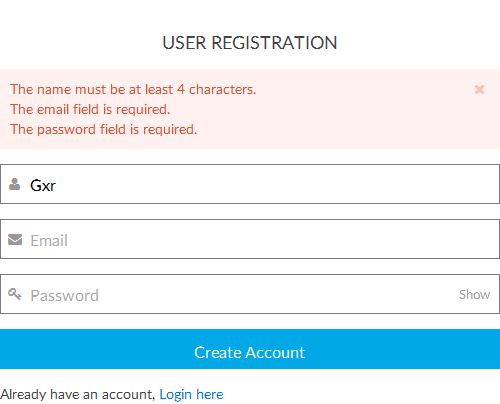 USER REGISTRATION
The name must be at least 4 characters.
The email field is required.
The password field is required.
Gxr
Email
Password Show
Create Account
Already have an account, Login here